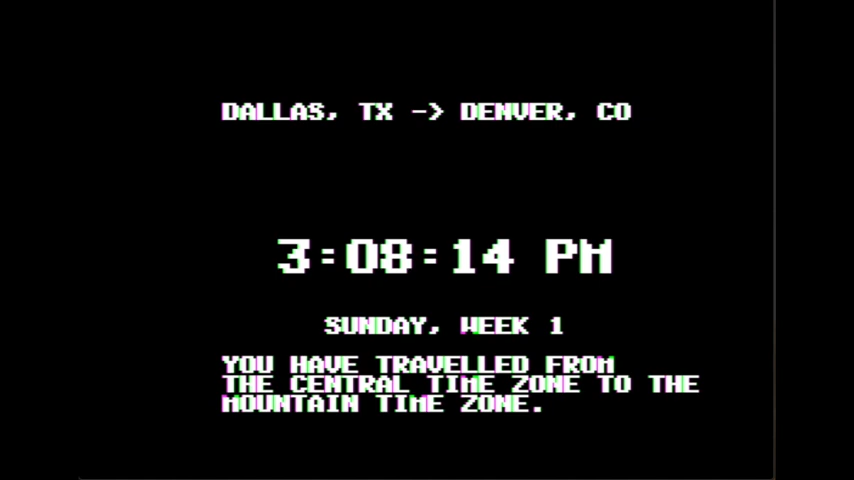 DALLAS, TX -> DENVER, CO
3:08:14 PM
SUNDAY, WEEK 1
YOU HAVE TRAVELLED FROM
THE CENTRAL TIME ZONE TO THE
MOUNTAIN TIME ZONE.